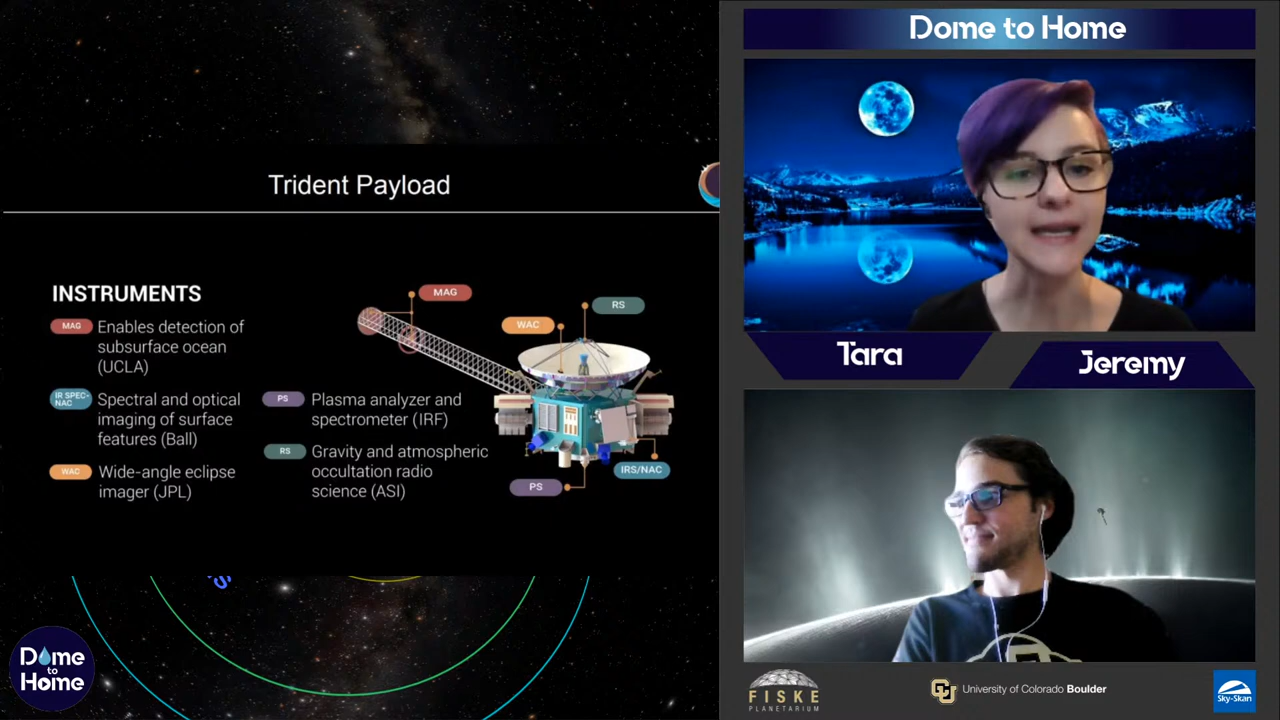 Dome to Home
Trident Payload
INSTRUMENTS
MAG
Enables detection of
subsurface ocean
(UCLA)
IR SPEC-
NAC
Spectral and optical
imaging of surface
features (Ball)
WAC
Wide-angle eclipse
imager (JPL)
PS
Plasma analyzer and
spectrometer (IRF)
RS
Gravity and atmospheric
occultation radio
science (ASI)
MAG
RS
WAC
IRS/NAC
PS
Tara
Jeremy
Dome
to
Home
FISKE
PLANETARIUM
CU
University of Colorado Boulder
Sky-Skan